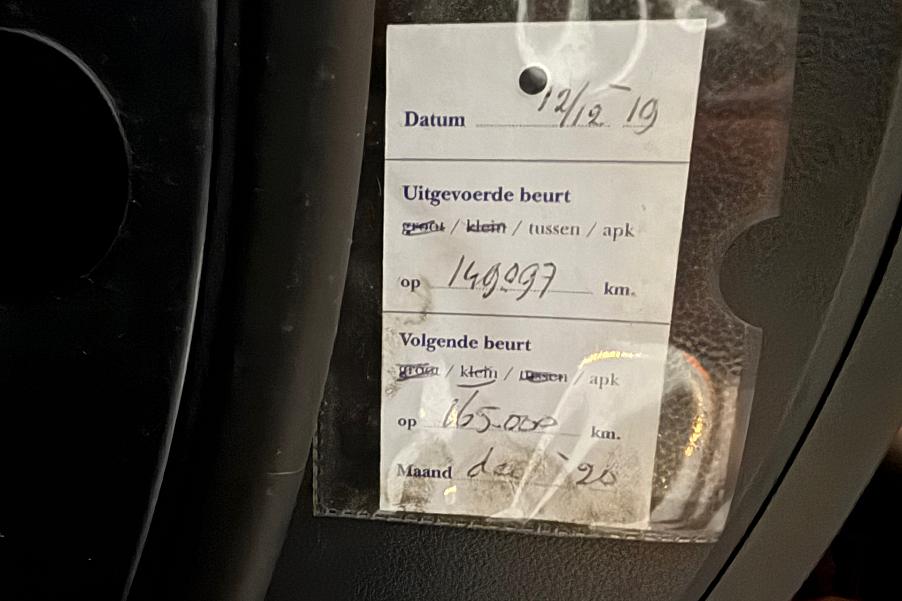 Datum 12/12 '19
Uitgevoerde beurt
groot / klein / tussen / apk
op 149997 km.
Volgende beurt
groot / klein / tussen / apk
op 165.000 km.
Maand dec '20